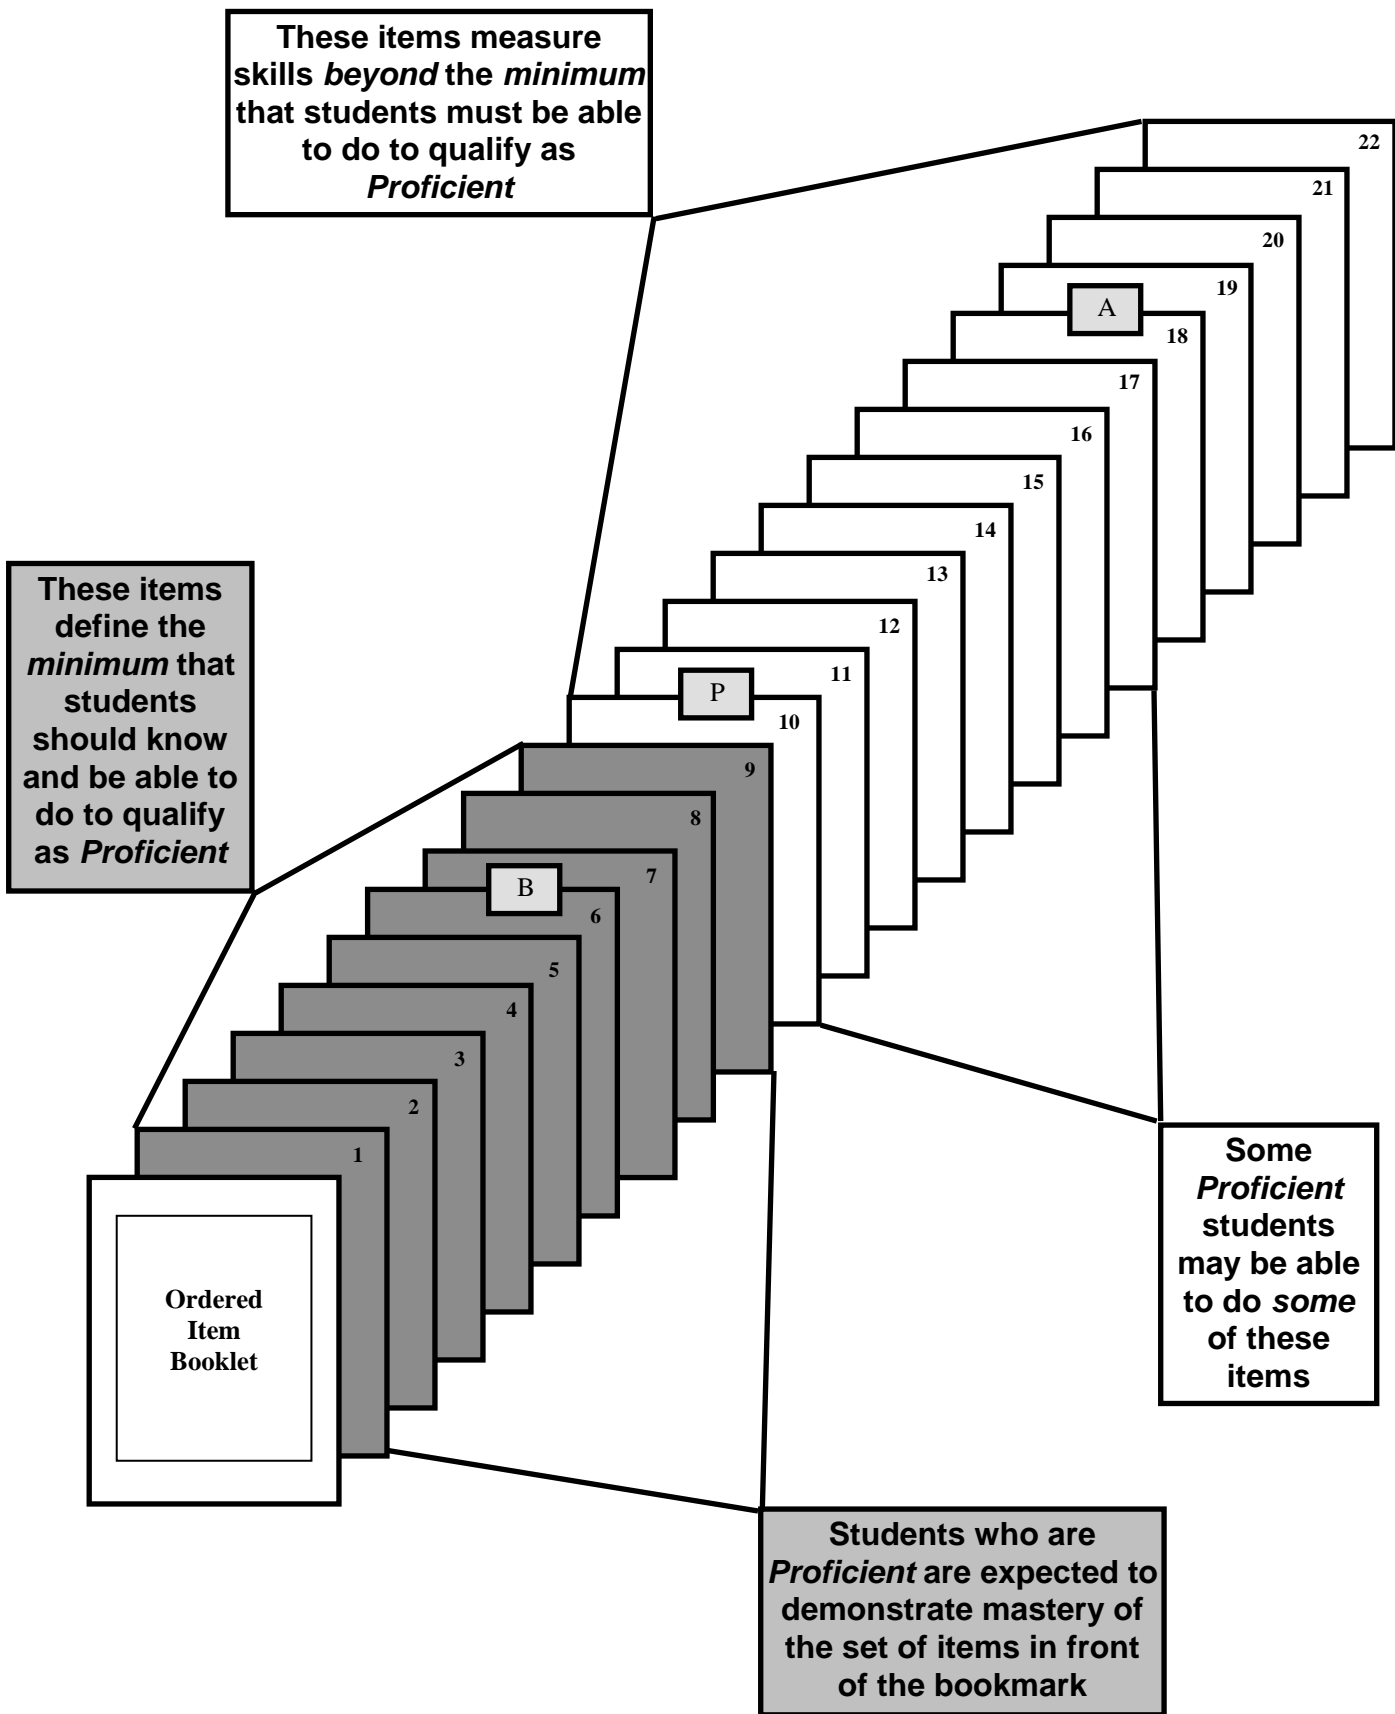 These items measure
skills beyond the minimum
that students must be able
to do to qualify as
Proficient
22
21
20
19
A
18
17
16
15
14
13
12
11
P
10
These items
define the
minimum that
students
should know
and be able to
do to qualify
as Proficient
9
8
7
B
6
5
4
3
2
1
Ordered
Item
Booklet
Some
Proficient
students
may be able
to do some
of these
items
Students who are
Proficient are expected to
demonstrate mastery of
the set of items in front
of the bookmark